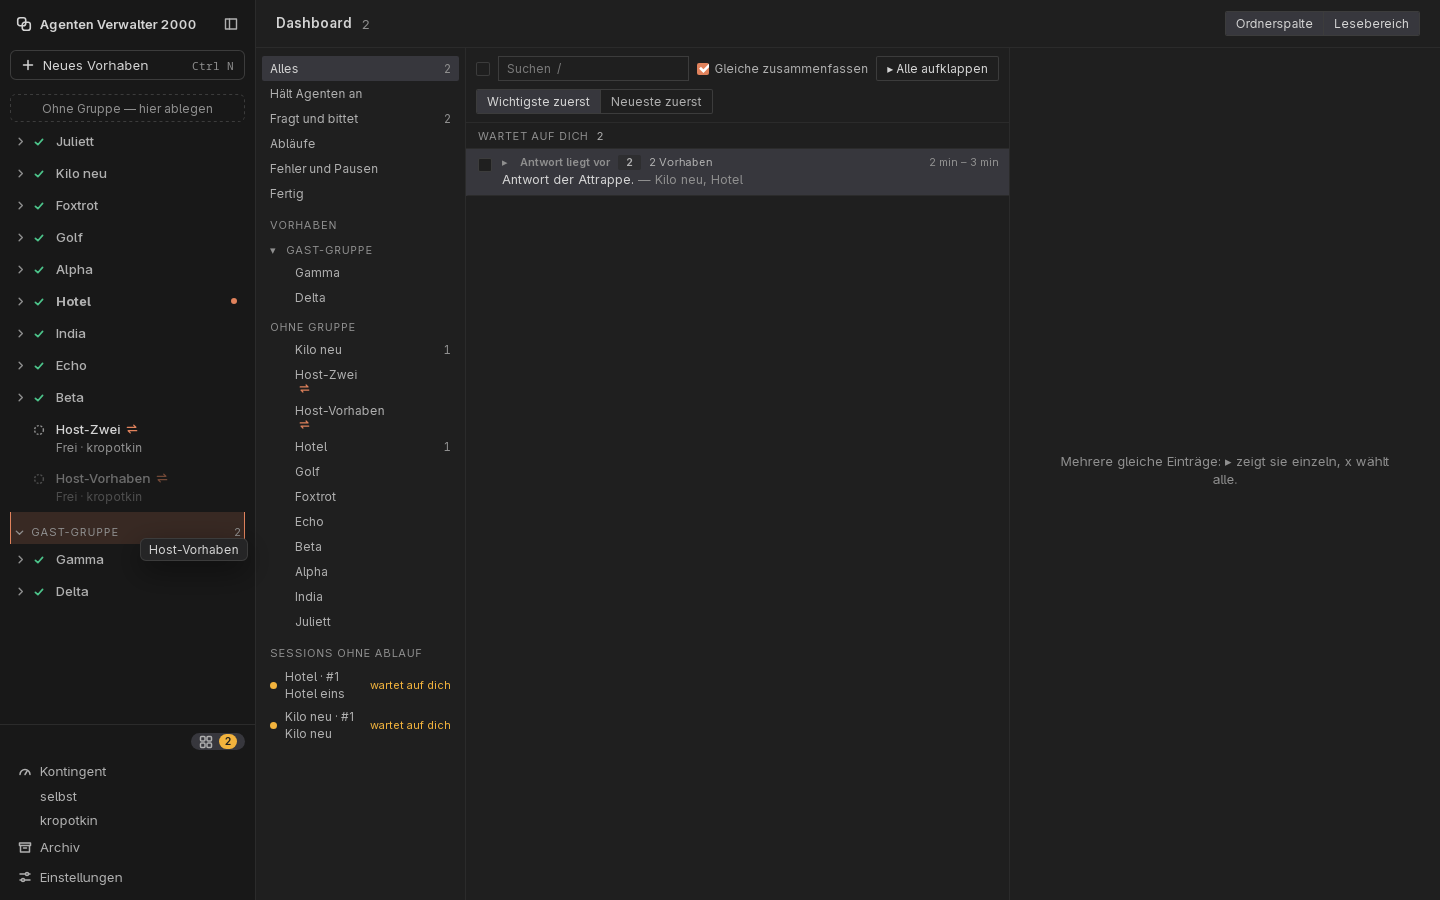 Agenten Verwalter 2000
Neues Vorhaben Ctrl N
Ohne Gruppe — hier ablegen
Juliett
Kilo neu
Foxtrot
Golf
Alpha
Hotel
India
Echo
Beta
Host-Zwei
Frei · kropotkin
Host-Vorhaben
Frei · kropotkin
GAST-GRUPPE 2
Host-Vorhaben
Gamma
Delta
2
Kontingent
selbst
kropotkin
Archiv
Einstellungen
Dashboard 2
Ordnerspalte Lesebereich
Alles 2
Hält Agenten an
Fragt und bittet 2
Abläufe
Fehler und Pausen
Fertig
VORHABEN
▾ GAST-GRUPPE
Gamma
Delta
OHNE GRUPPE
Kilo neu 1
Host-Zwei
⇄
Host-Vorhaben
⇄
Hotel 1
Golf
Foxtrot
Echo
Beta
Alpha
India
Juliett
SESSIONS OHNE ABLAUF
Hotel · #1
Hotel eins
wartet auf dich
Kilo neu · #1
Kilo neu
wartet auf dich
Suchen /
Gleiche zusammenfassen
▸ Alle aufklappen
Wichtigste zuerst Neueste zuerst
WARTET AUF DICH 2
▸ Antwort liegt vor 2 2 Vorhaben 2 min – 3 min
Antwort der Attrappe. — Kilo neu, Hotel
Mehrere gleiche Einträge: ▸ zeigt sie einzeln, x wählt
alle.